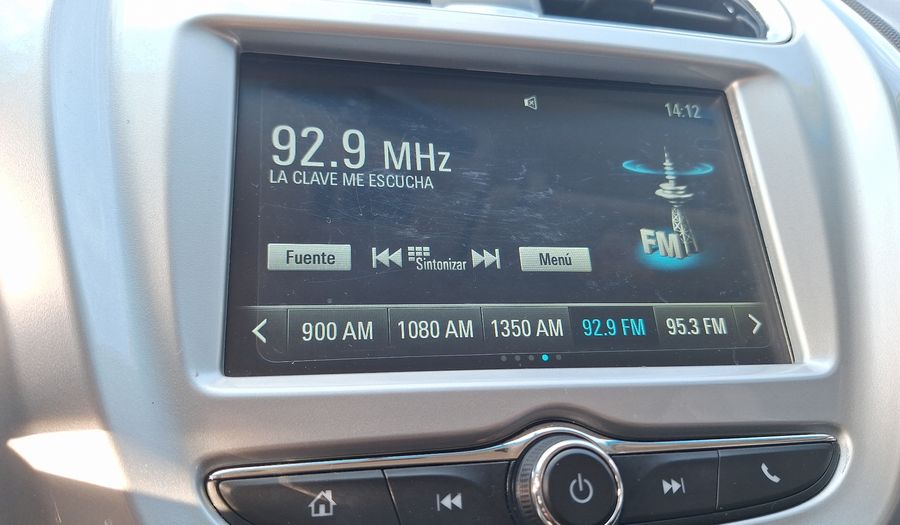 14:12
92.9 MHz
LA CLAVE ME ESCUCHA
FM
Fuente
Sintonizar
Menú
900 AM
1080 AM
1350 AM
92.9 FM
95.3 FM